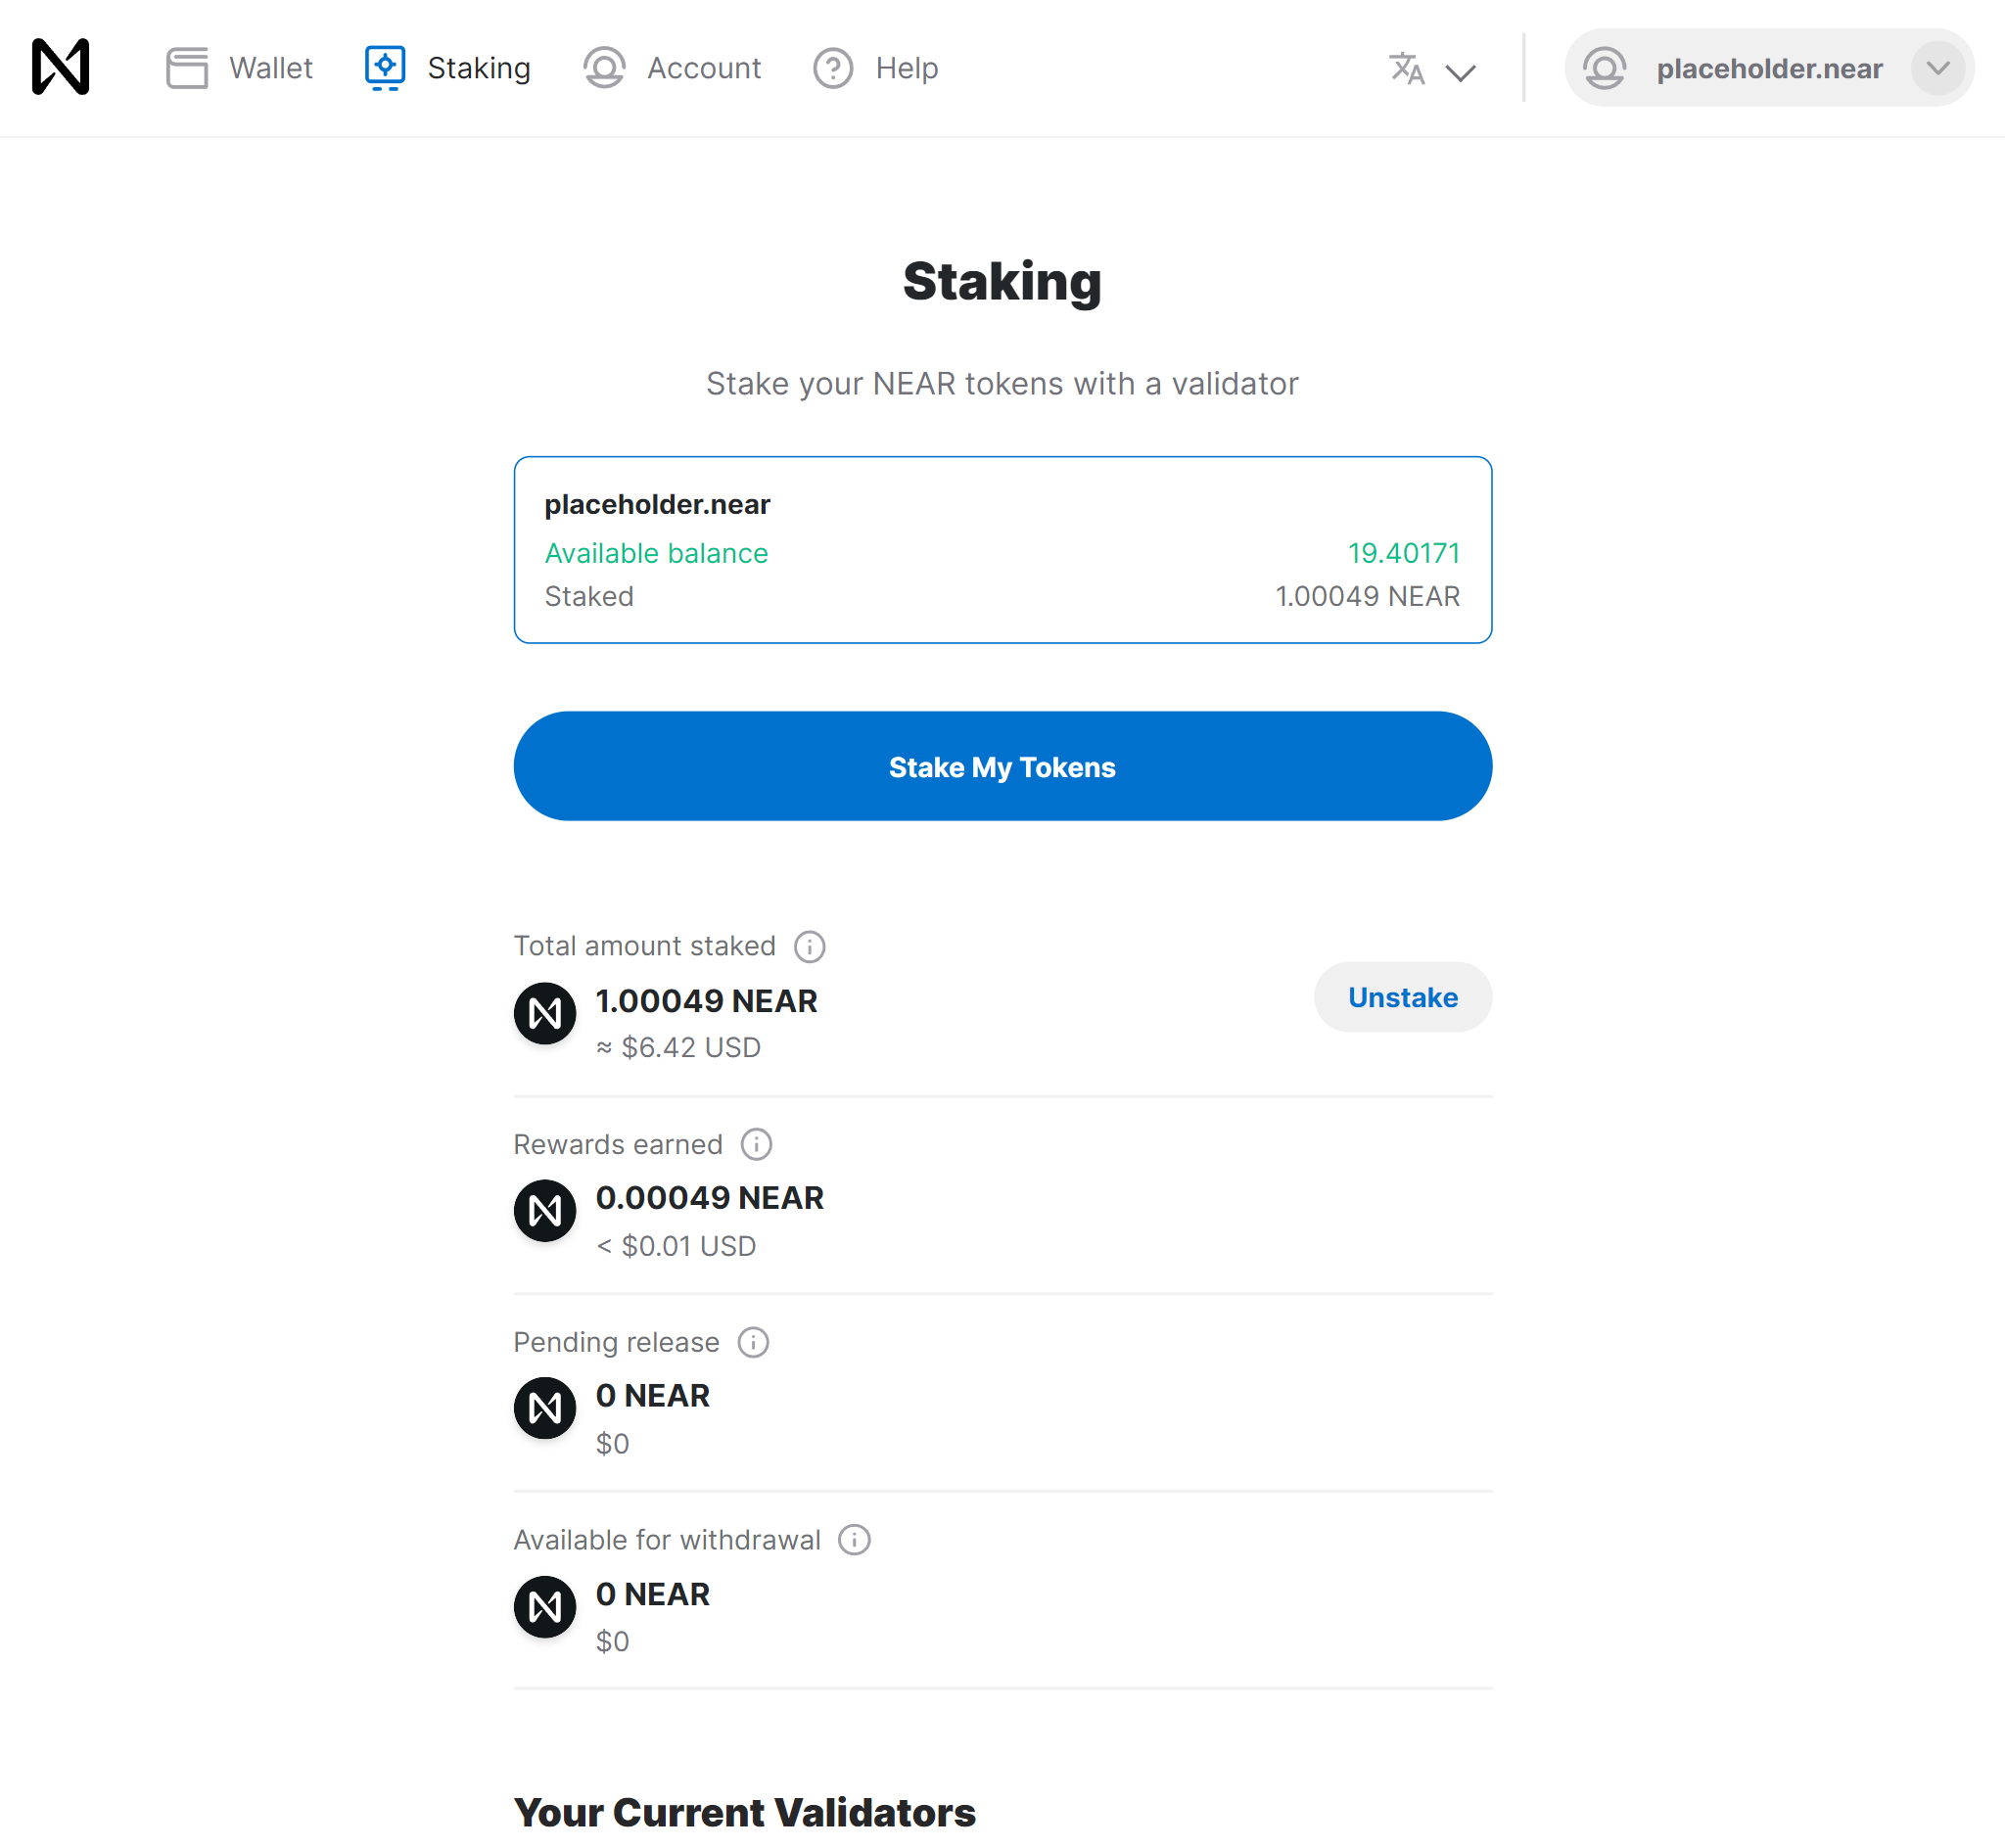 Wallet Staking Account Help placeholder.near
Staking
Stake your NEAR tokens with a validator
placeholder.near
Available balance 19.40171
Staked 1.00049 NEAR
Stake My Tokens
Total amount staked
1.00049 NEAR
≈ $6.42 USD
Unstake
Rewards earned
0.00049 NEAR
< $0.01 USD
Pending release
0 NEAR
$0
Available for withdrawal
0 NEAR
$0
Your Current Validators